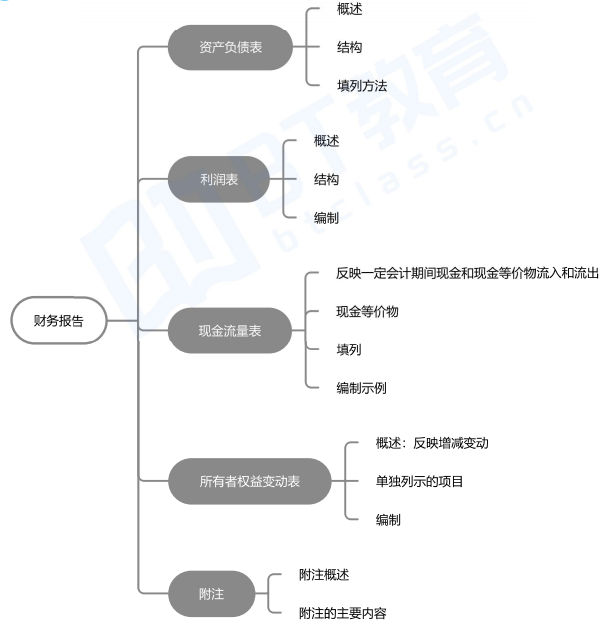 财务报告
资产负债表
概述
结构
填列方法
利润表
概述
结构
编制
现金流量表
反映一定会计期间现金和现金等价物流入和流出
现金等价物
填列
编制示例
所有者权益变动表
概述：反映增减变动
单独列示的项目
编制
附注
附注概述
附注的主要内容
BT教育
btclass.cn